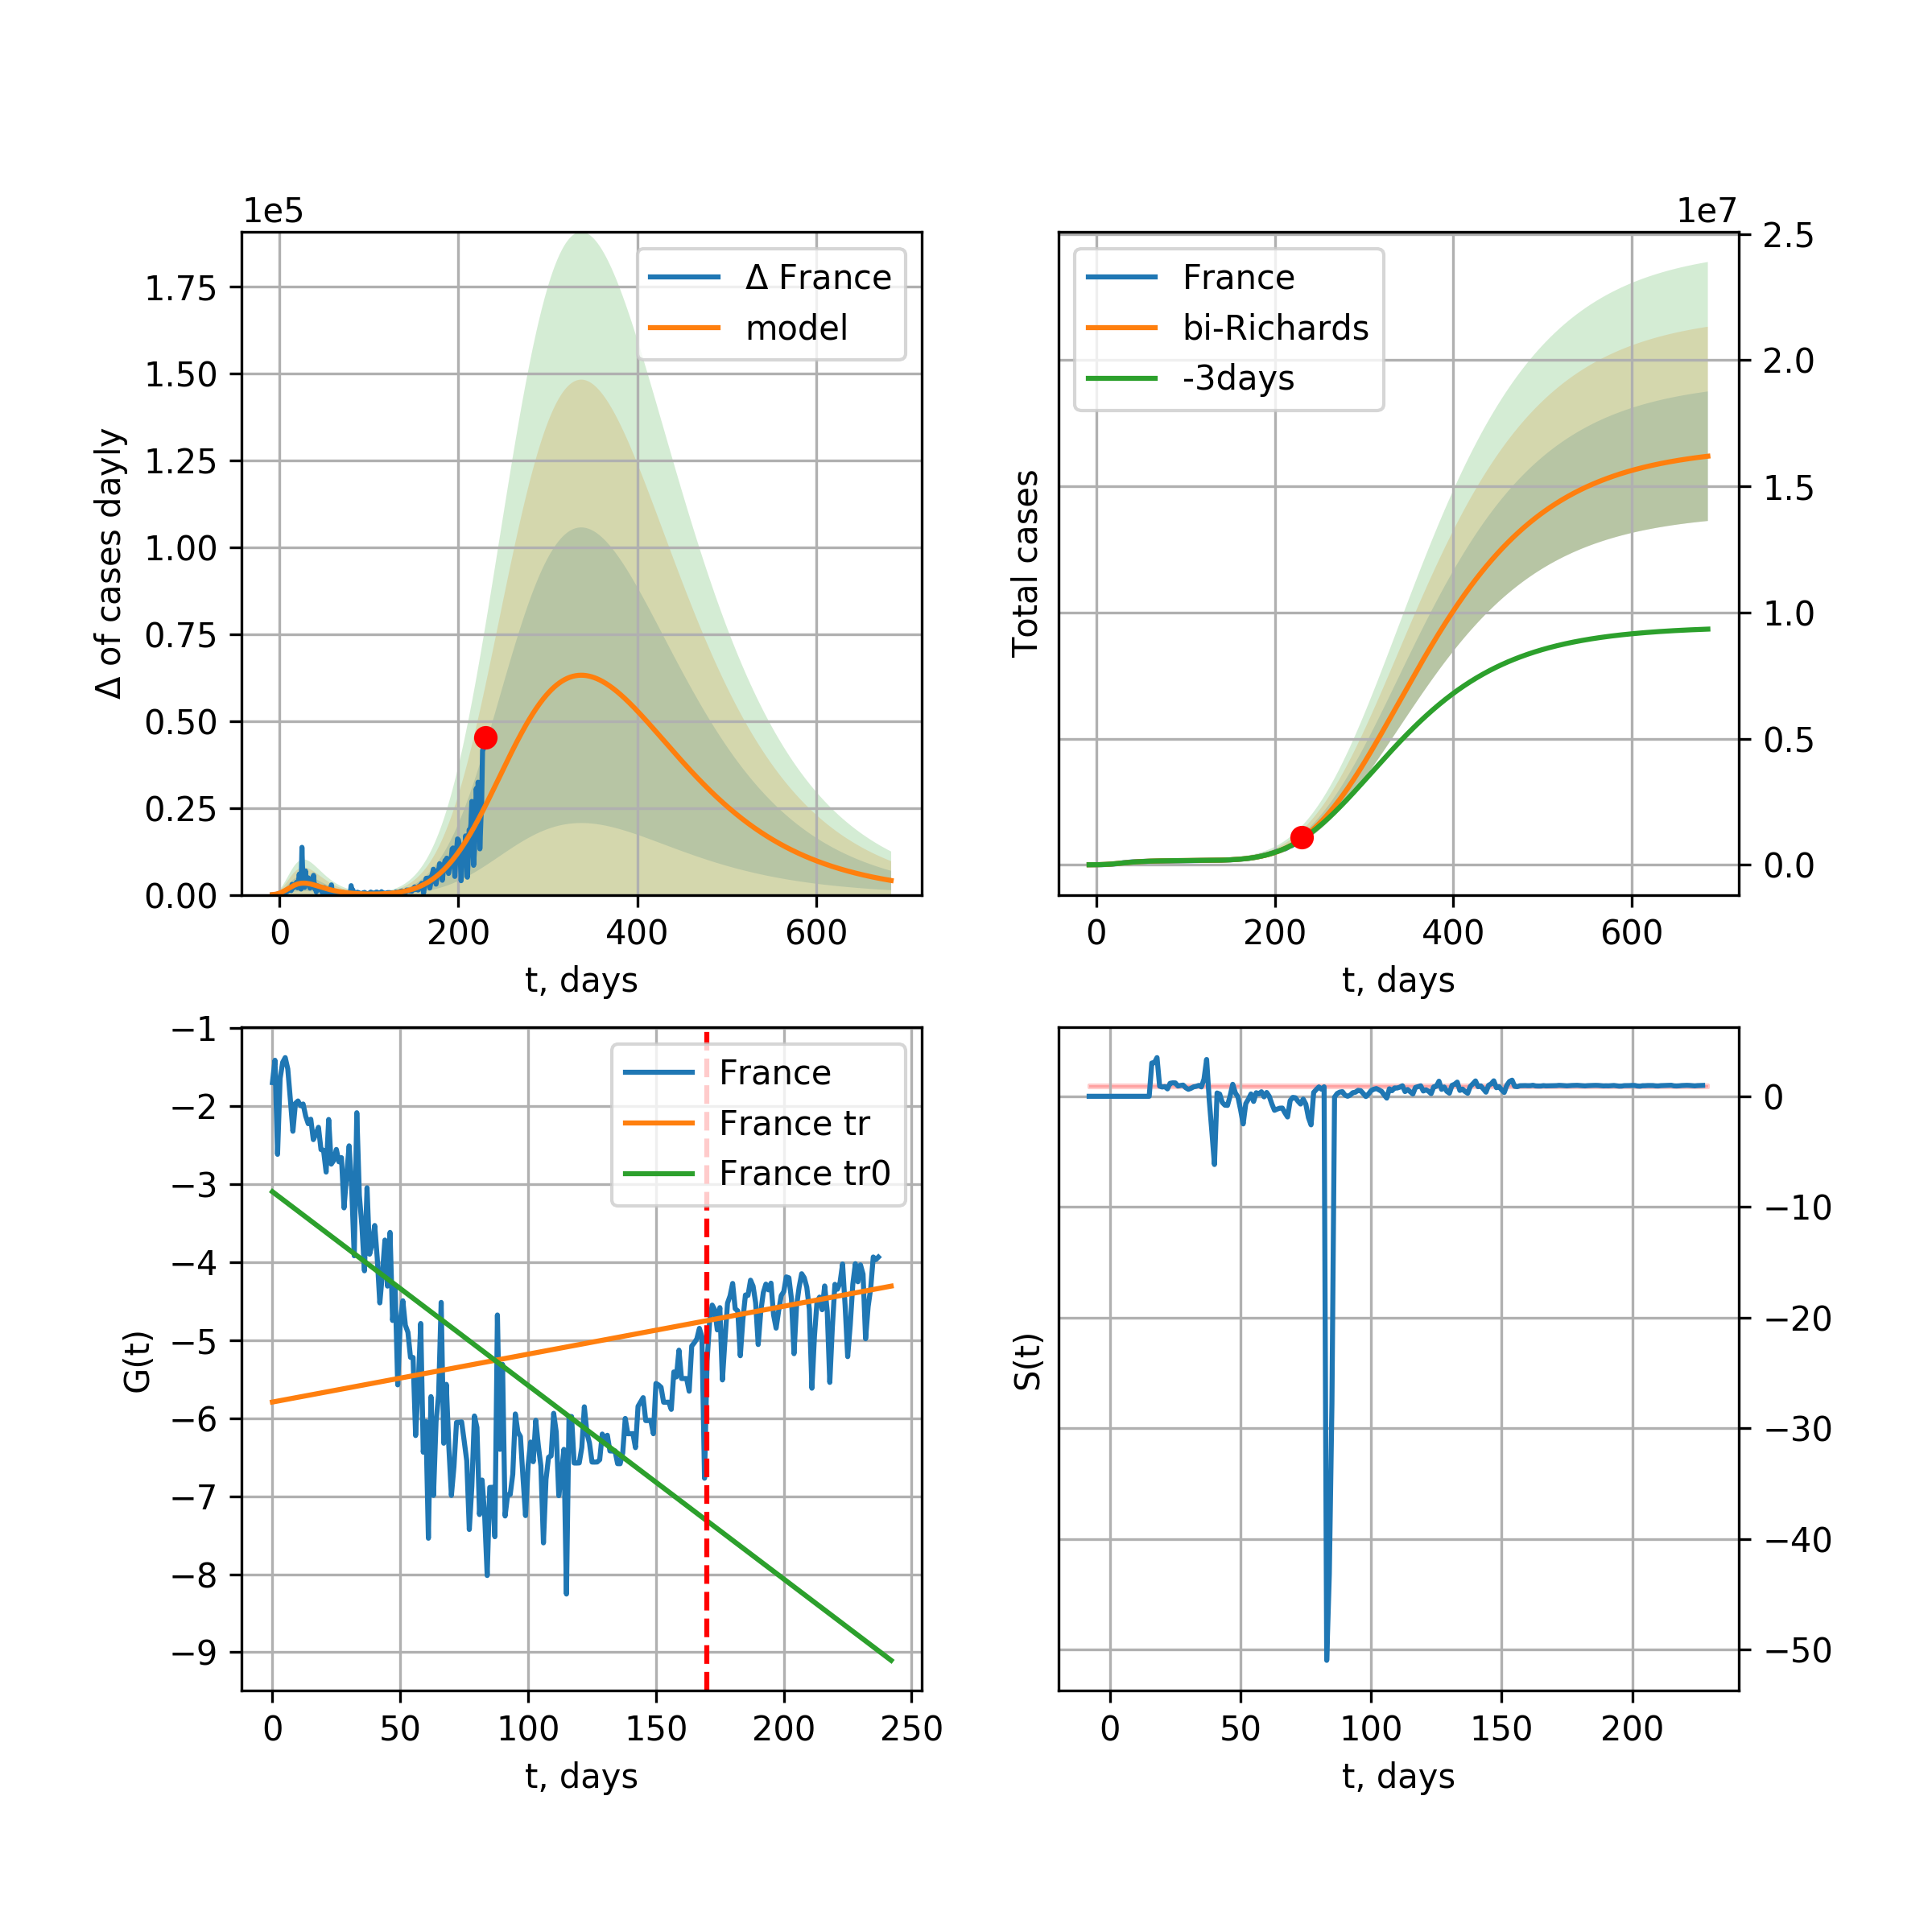 1e5
Δ of cases dayly
1.75
1.50
1.25
1.00
0.75
0.50
0.25
0.00
0 200 400 600
t, days
Δ France
model
1e7
Total cases
2.5
2.0
1.5
1.0
0.5
0.0
0 200 400 600
t, days
France
bi-Richards
-3days
G(t)
−1
−2
−3
−4
−5
−6
−7
−8
−9
0 50 100 150 200 250
t, days
France
France tr
France tr0
S(t)
0
−10
−20
−30
−40
−50
0 50 100 150 200
t, days